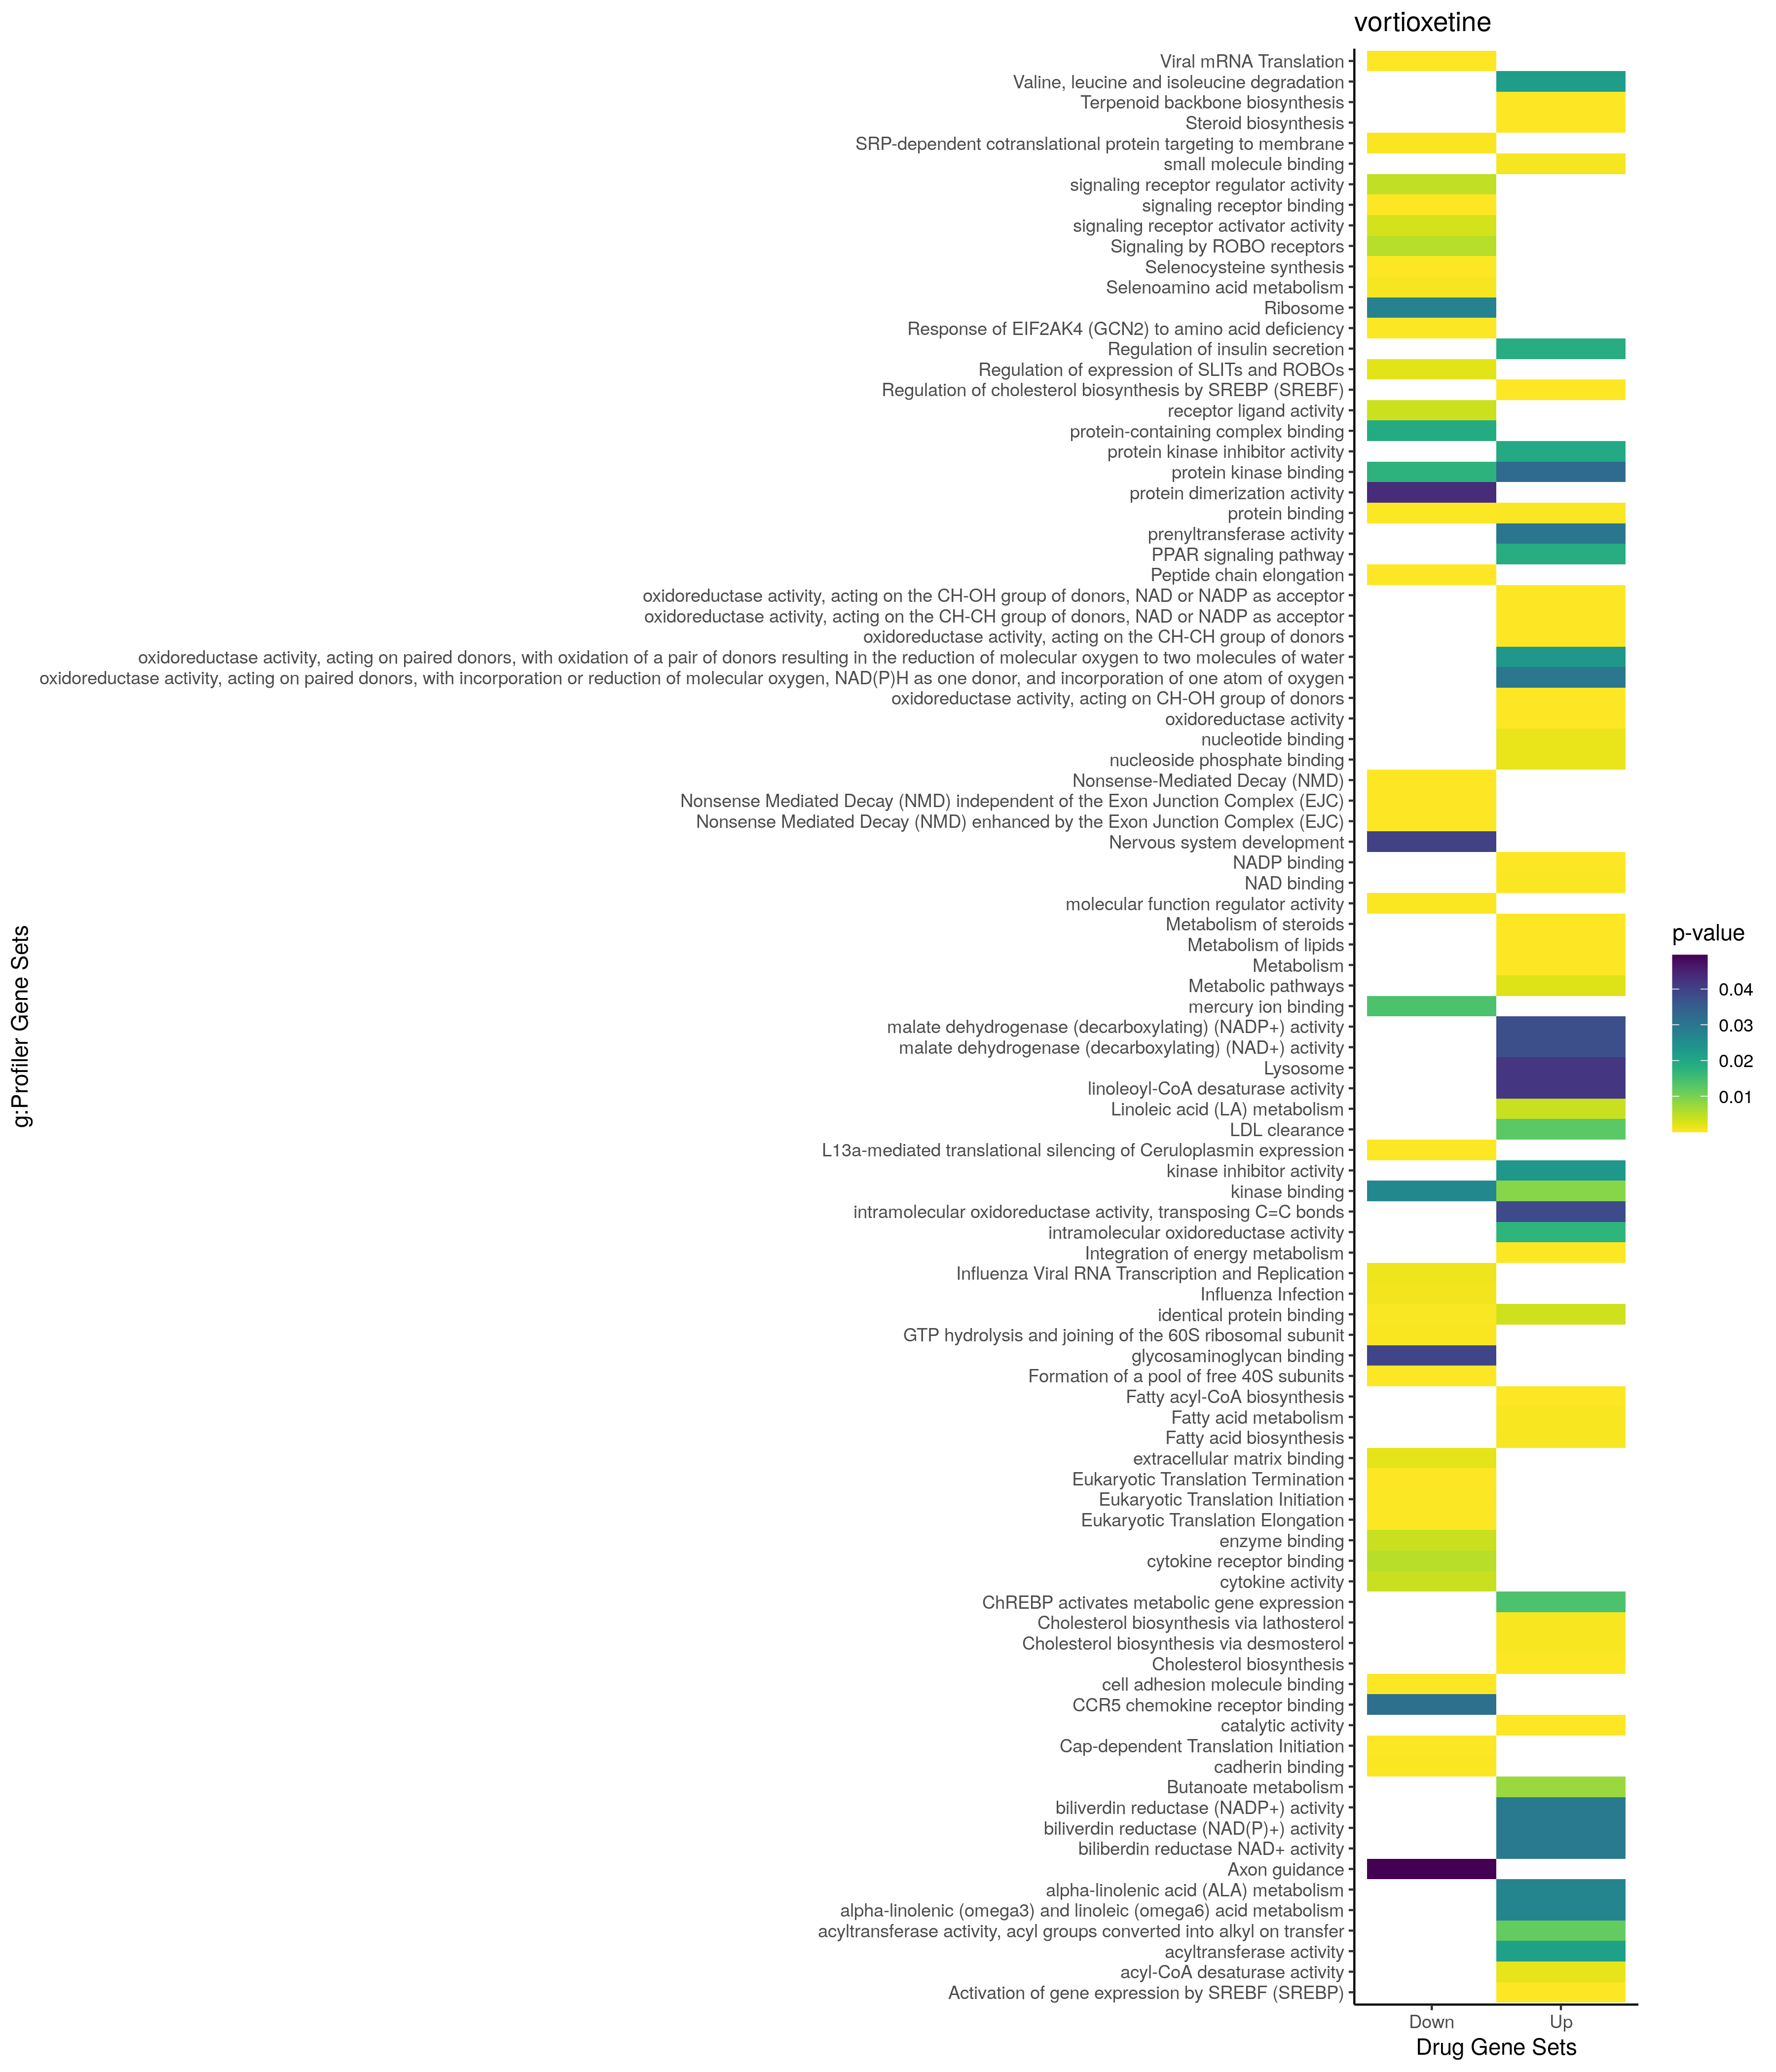 vortioxetine
Viral mRNA Translation
Valine, leucine and isoleucine degradation
Terpenoid backbone biosynthesis
Steroid biosynthesis
SRP-dependent cotranslational protein targeting to membrane
small molecule binding
signaling receptor regulator activity
signaling receptor binding
signaling receptor activator activity
Signaling by ROBO receptors
Selenocysteine synthesis
Selenoamino acid metabolism
Ribosome
Response of EIF2AK4 (GCN2) to amino acid deficiency
Regulation of insulin secretion
Regulation of expression of SLITs and ROBOs
Regulation of cholesterol biosynthesis by SREBP (SREBF)
receptor ligand activity
protein-containing complex binding
protein kinase inhibitor activity
protein kinase binding
protein dimerization activity
protein binding
prenyltransferase activity
PPAR signaling pathway
Peptide chain elongation
oxidoreductase activity, acting on the CH-OH group of donors, NAD or NADP as acceptor
oxidoreductase activity, acting on the CH-CH group of donors, NAD or NADP as acceptor
oxidoreductase activity, acting on the CH-CH group of donors
oxidoreductase activity, acting on paired donors, with oxidation of a pair of donors resulting in the reduction of molecular oxygen to two molecules of water
oxidoreductase activity, acting on paired donors, with incorporation or reduction of molecular oxygen, NAD(P)H as one donor, and incorporation of one atom of oxygen
oxidoreductase activity, acting on CH-OH group of donors
oxidoreductase activity
nucleotide binding
nucleoside phosphate binding
Nonsense-Mediated Decay (NMD)
Nonsense Mediated Decay (NMD) independent of the Exon Junction Complex (EJC)
Nonsense Mediated Decay (NMD) enhanced by the Exon Junction Complex (EJC)
Nervous system development
NADP binding
NAD binding
molecular function regulator activity
Metabolism of steroids
Metabolism of lipids
Metabolism
Metabolic pathways
mercury ion binding
malate dehydrogenase (decarboxylating) (NADP+) activity
malate dehydrogenase (decarboxylating) (NAD+) activity
Lysosome
linoleoyl-CoA desaturase activity
Linoleic acid (LA) metabolism
LDL clearance
L13a-mediated translational silencing of Ceruloplasmin expression
kinase inhibitor activity
kinase binding
intramolecular oxidoreductase activity, transposing C=C bonds
intramolecular oxidoreductase activity
Integration of energy metabolism
Influenza Viral RNA Transcription and Replication
Influenza Infection
identical protein binding
GTP hydrolysis and joining of the 60S ribosomal subunit
glycosaminoglycan binding
Formation of a pool of free 40S subunits
Fatty acyl-CoA biosynthesis
Fatty acid metabolism
Fatty acid biosynthesis
extracellular matrix binding
Eukaryotic Translation Termination
Eukaryotic Translation Initiation
Eukaryotic Translation Elongation
enzyme binding
cytokine receptor binding
cytokine activity
ChREBP activates metabolic gene expression
Cholesterol biosynthesis via lathosterol
Cholesterol biosynthesis via desmosterol
Cholesterol biosynthesis
cell adhesion molecule binding
CCR5 chemokine receptor binding
catalytic activity
Cap-dependent Translation Initiation
cadherin binding
Butanoate metabolism
biliverdin reductase (NADP+) activity
biliverdin reductase (NAD(P)+) activity
biliberdin reductase NAD+ activity
Axon guidance
alpha-linolenic acid (ALA) metabolism
alpha-linolenic (omega3) and linoleic (omega6) acid metabolism
acyltransferase activity, acyl groups converted into alkyl on transfer
acyltransferase activity
acyl-CoA desaturase activity
Activation of gene expression by SREBF (SREBP)
Down Up
Drug Gene Sets
g:Profiler Gene Sets
p-value
0.04
0.03
0.02
0.01